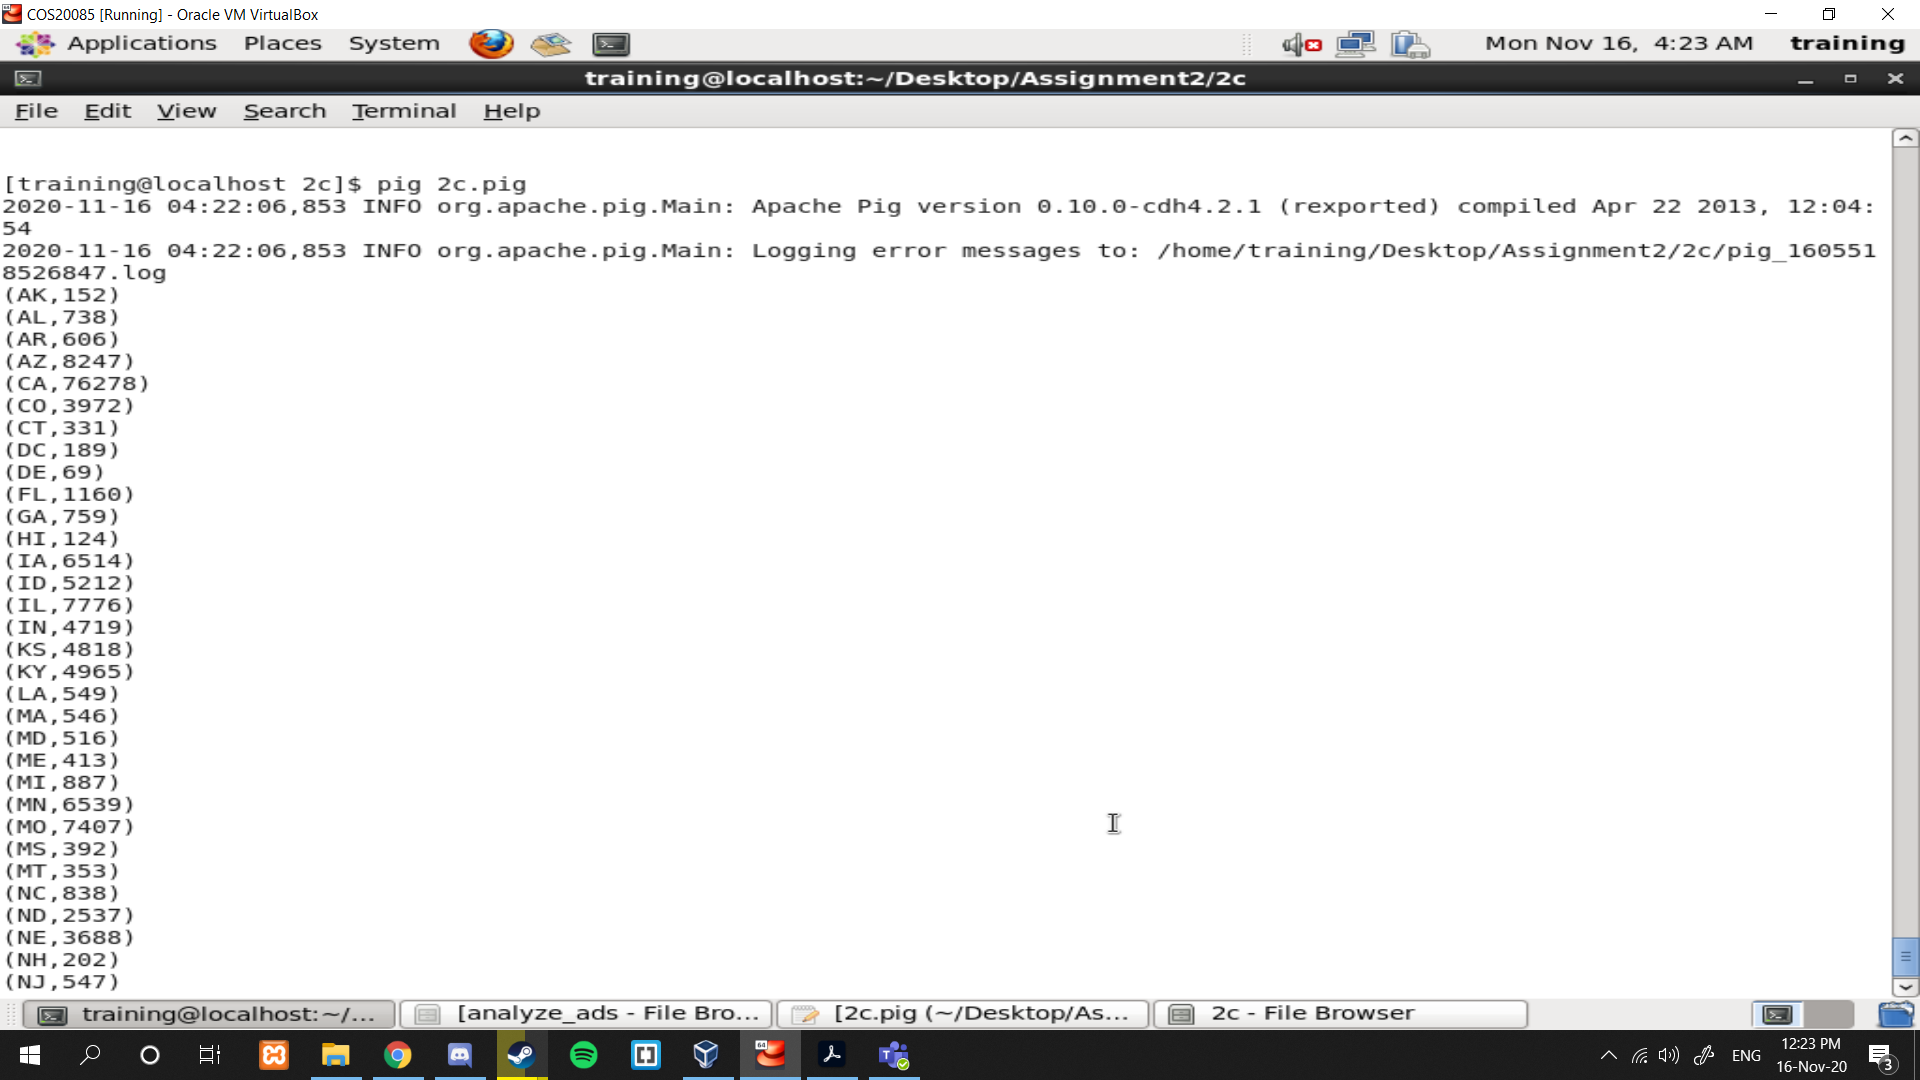 COS20085 [Running] - Oracle VM VirtualBox
Applications Places System Mon Nov 16, 4:23 AM training
training@localhost:~/Desktop/Assignment2/2c
File Edit View Search Terminal Help
[training@localhost 2c]$ pig 2c.pig
2020-11-16 04:22:06,853 INFO org.apache.pig.Main: Apache Pig version 0.10.0-cdh4.2.1 (rexported) compiled Apr 22 2013, 12:04:
54
2020-11-16 04:22:06,853 INFO org.apache.pig.Main: Logging error messages to: /home/training/Desktop/Assignment2/2c/pig_160551
8526847.log
(AK,152)
(AL,738)
(AR,606)
(AZ,8247)
(CA,76278)
(CO,3972)
(CT,331)
(DC,189)
(DE,69)
(FL,1160)
(GA,759)
(HI,124)
(IA,6514)
(ID,5212)
(IL,7776)
(IN,4719)
(KS,4818)
(KY,4965)
(LA,549)
(MA,546)
(MD,516)
(ME,413)
(MI,887)
(MN,6539)
(MO,7407)
(MS,392)
(MT,353)
(NC,838)
(ND,2537)
(NE,3688)
(NH,202)
(NJ,547)
training@localhost:~/... [analyze_ads - File Bro... [2c.pig (~/Desktop/As... 2c - File Browser
ENG 12:23 PM
16-Nov-20 3